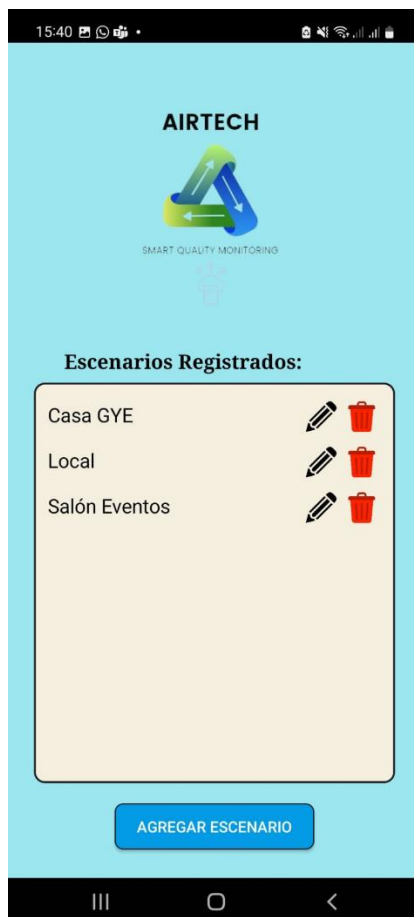 15:40
AIRTECH
SMART QUALITY MONITORING
Escenarios Registrados:
Casa GYE
Local
Salón Eventos
AGREGAR ESCENARIO